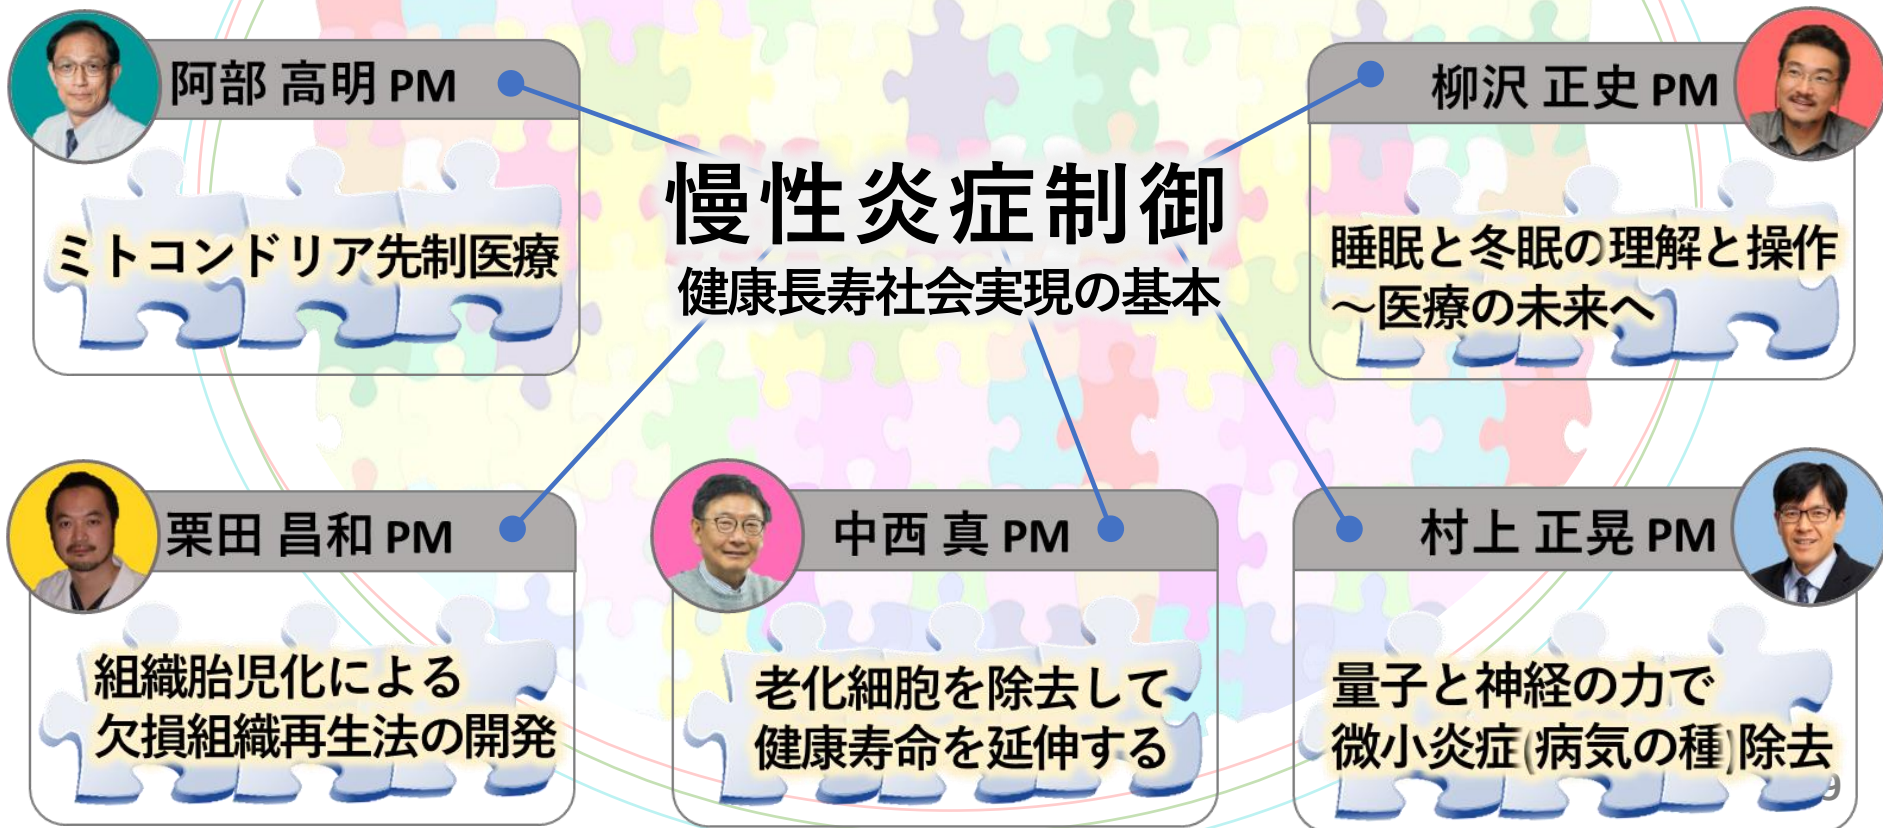 阿部 高明 PM
ミトコンドリア先制医療
慢性炎症制御
健康長寿社会実現の基本
柳沢 正史 PM
睡眠と冬眠の理解と操作
～医療の未来へ
栗田 昌和 PM
組織胎児化による
欠損組織再生法の開発
中西 真 PM
老化細胞を除去して
健康寿命を延伸する
村上 正晃 PM
量子と神経の力で
微小炎症(病気の種)除去
9